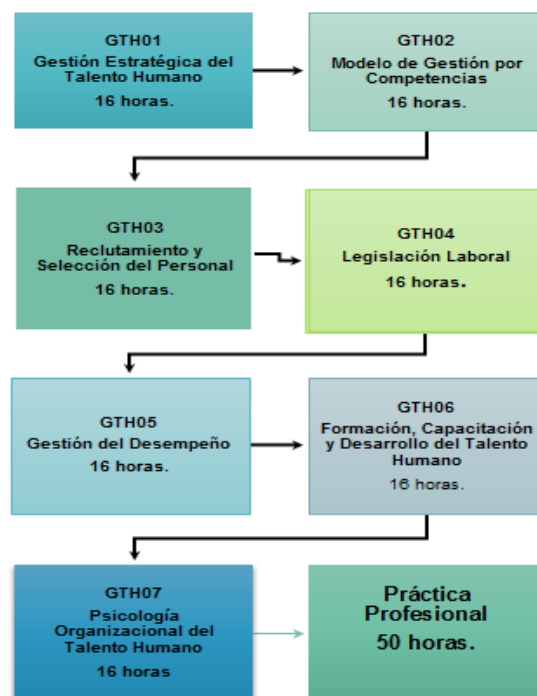 GTH01
Gestión Estratégica del
Talento Humano
16 horas.
GTH02
Modelo de Gestión por
Competencias
16 horas.
GTH03
Reclutamiento y
Selección del Personal
16 horas.
GTH04
Legislación Laboral
16 horas.
GTH05
Gestión del Desempeño
16 horas.
GTH06
Formación, Capacitación
y Desarrollo del Talento
Humano
16 horas.
GTH07
Psicología
Organizacional del
Talento Humano
16 horas
Práctica
Profesional
50 horas.